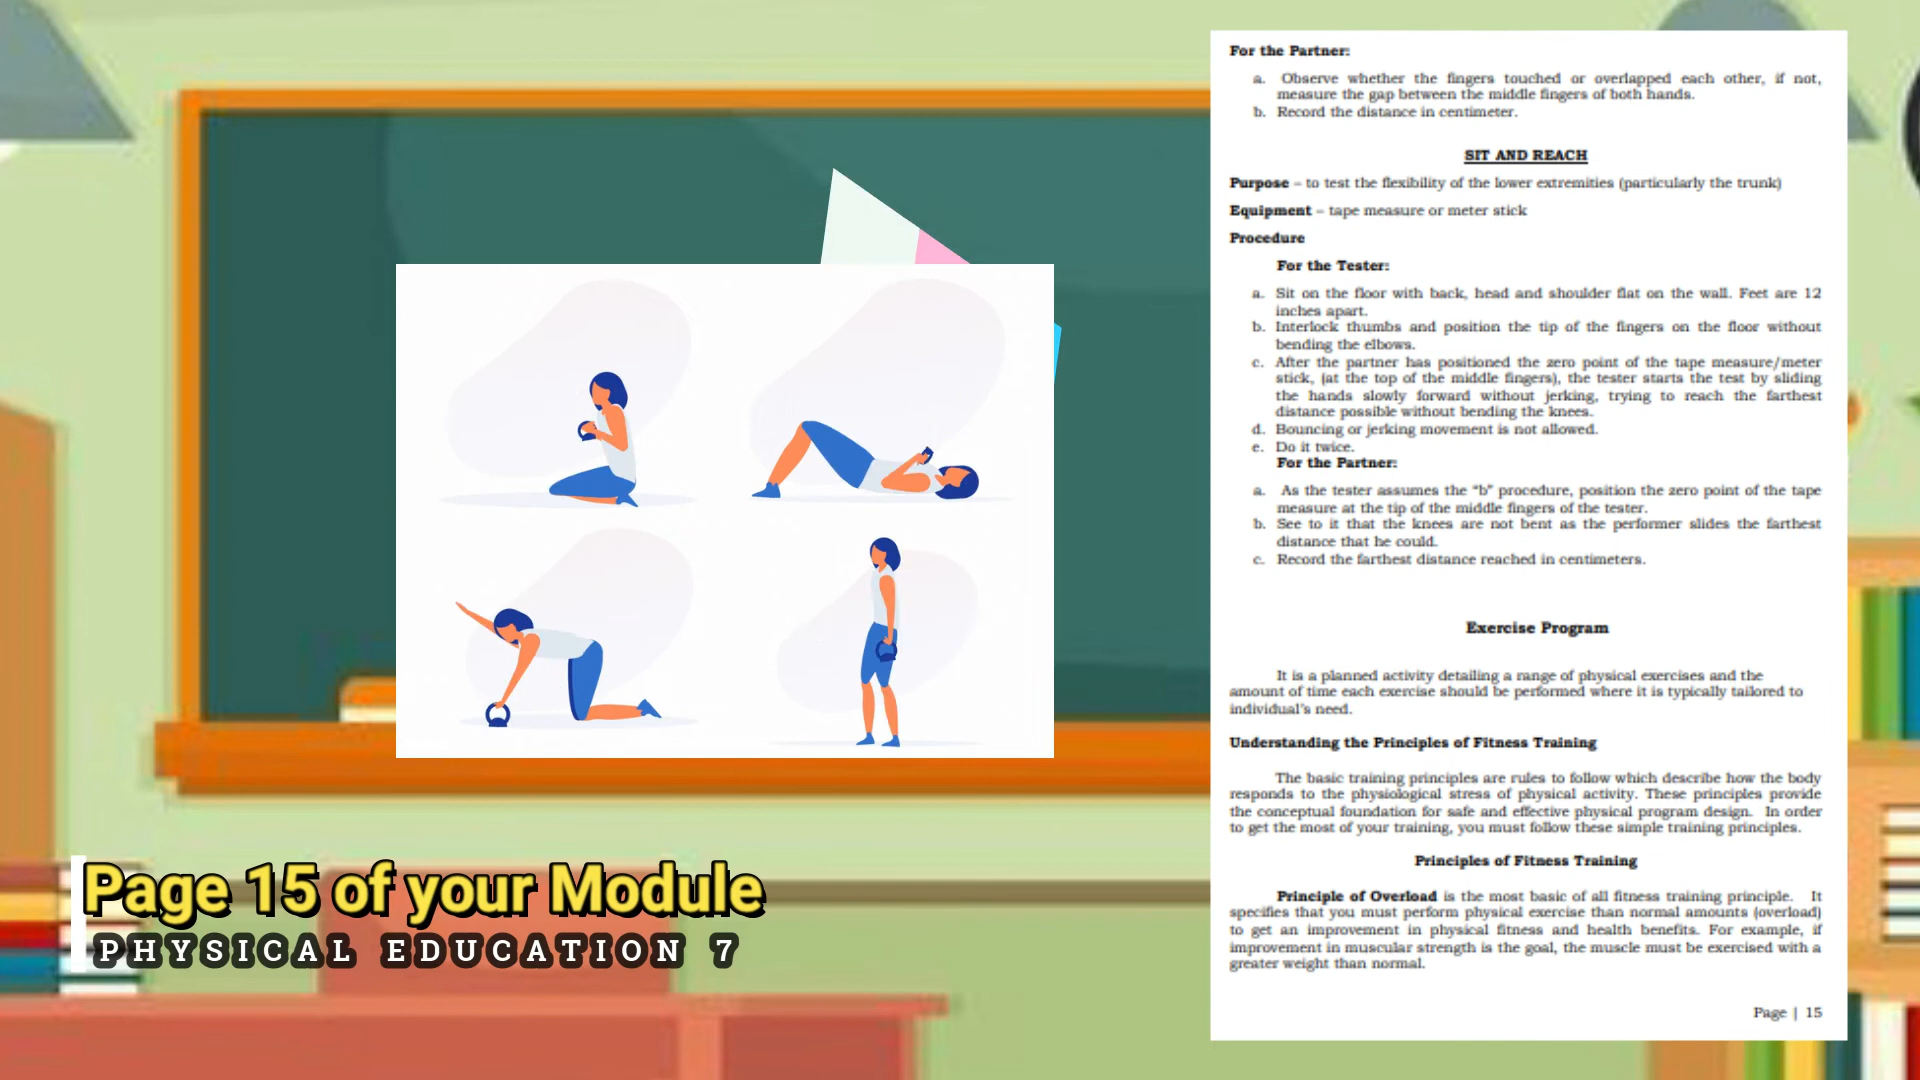 For the Partner:
a. Observe whether the fingers touched or overlapped each other, if not,
measure the gap between the middle fingers of both hands.
b. Record the distance in centimeter.
SIT AND REACH
Purpose – to test the flexibility of the lower extremities (particularly the trunk)
Equipment – tape measure or meter stick
Procedure
For the Tester:
a. Sit on the floor with back, head and shoulder flat on the wall. Feet are 12
inches apart.
b. Interlock thumbs and position the tip of the fingers on the floor without
bending the elbows.
c. After the partner has positioned the zero point of the tape measure/meter
stick, (at the top of the middle fingers), the tester starts the test by sliding
the hands slowly forward without jerking, trying to reach the farthest
distance possible without bending the knees.
d. Bouncing or jerking movement is not allowed.
e. Do it twice.
For the Partner:
a. As the tester assumes the “b” procedure, position the zero point of the tape
measure at the tip of the middle fingers of the tester.
b. See to it that the knees are not bent as the performer slides the farthest
distance that he could.
c. Record the farthest distance reached in centimeters.
Exercise Program
It is a planned activity detailing a range of physical exercises and the
amount of time each exercise should be performed where it is typically tailored to
individual’s need.
Understanding the Principles of Fitness Training
The basic training principles are rules to follow which describe how the body
responds to the physiological stress of physical activity. These principles provide
the conceptual foundation for safe and effective physical program design. In order
to get the most of your training, you must follow these simple training principles.
Principles of Fitness Training
Principle of Overload is the most basic of all fitness training principle. It
specifies that you must perform physical exercise than normal amounts (overload)
to get an improvement in physical fitness and health benefits. For example, if
improvement in muscular strength is the goal, the muscle must be exercised with a
greater weight than normal.
Page | 15
Page 15 of your Module
PHYSICAL EDUCATION 7